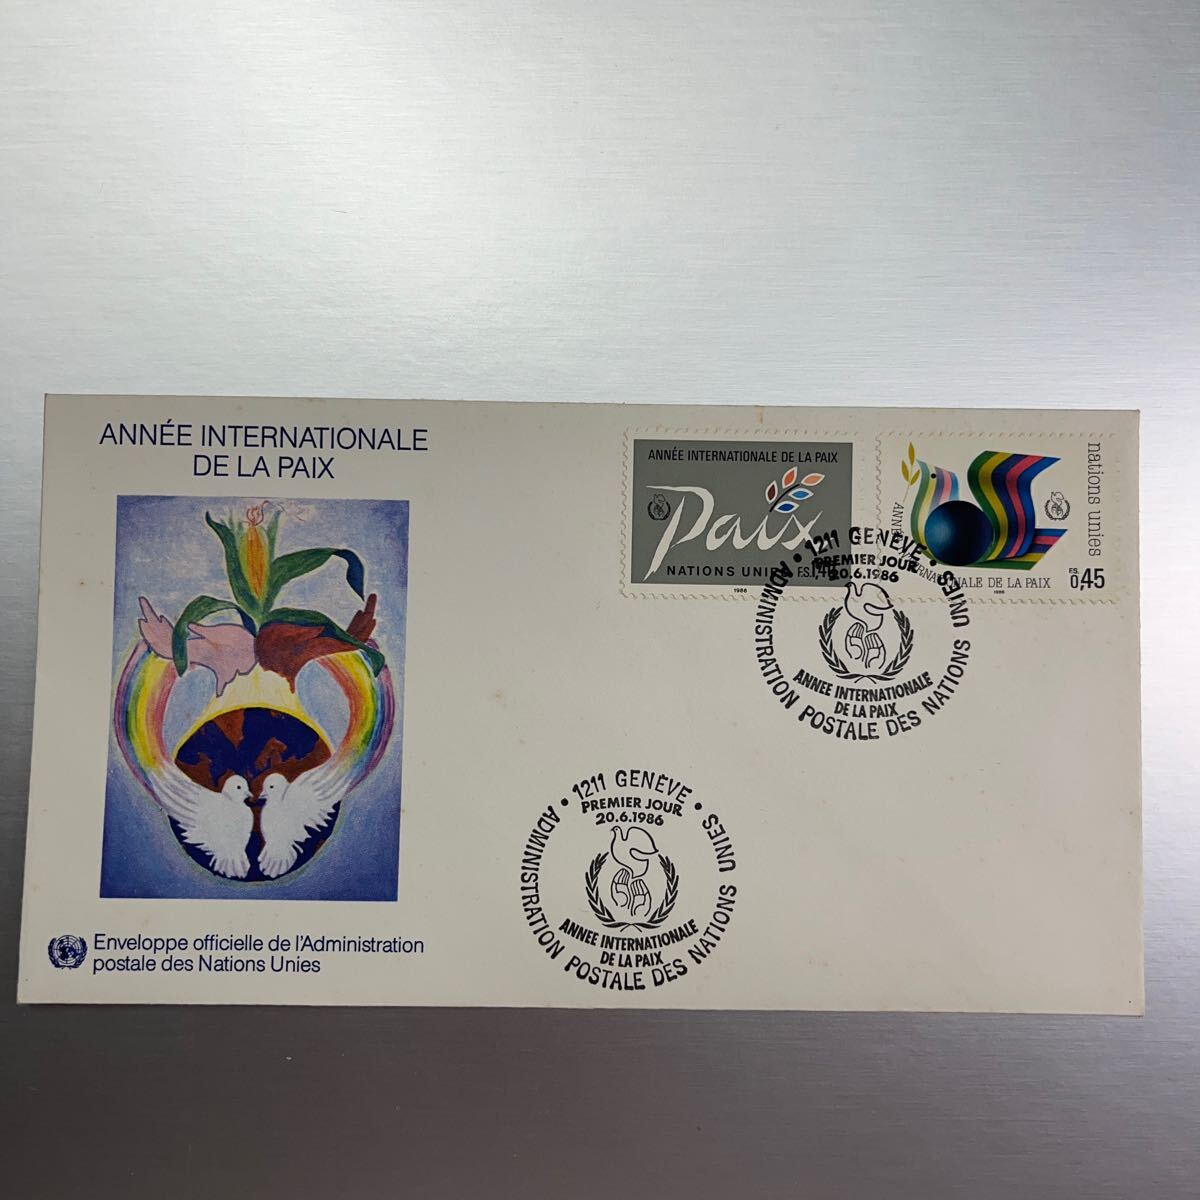 ANNÉE INTERNATIONALE
DE LA PAIX
Enveloppe officielle de l'Administration
postale des Nations Unies
ANNÉE INTERNATIONALE DE LA PAIX
Paix
NATIONS UNIES F.S.1,40
1986
nations unies
DE LA PAIX
F.S. 0,45
1986
1211 GENÈVE
PREMIER JOUR
20.6.1986
ANNEE INTERNATIONALE
DE LA PAIX
ADMINISTRATION POSTALE DES NATIONS UNIES
1211 GENÈVE
PREMIER JOUR
20.6.1986
ANNEE INTERNATIONALE
DE LA PAIX
ADMINISTRATION POSTALE DES NATIONS UNIES